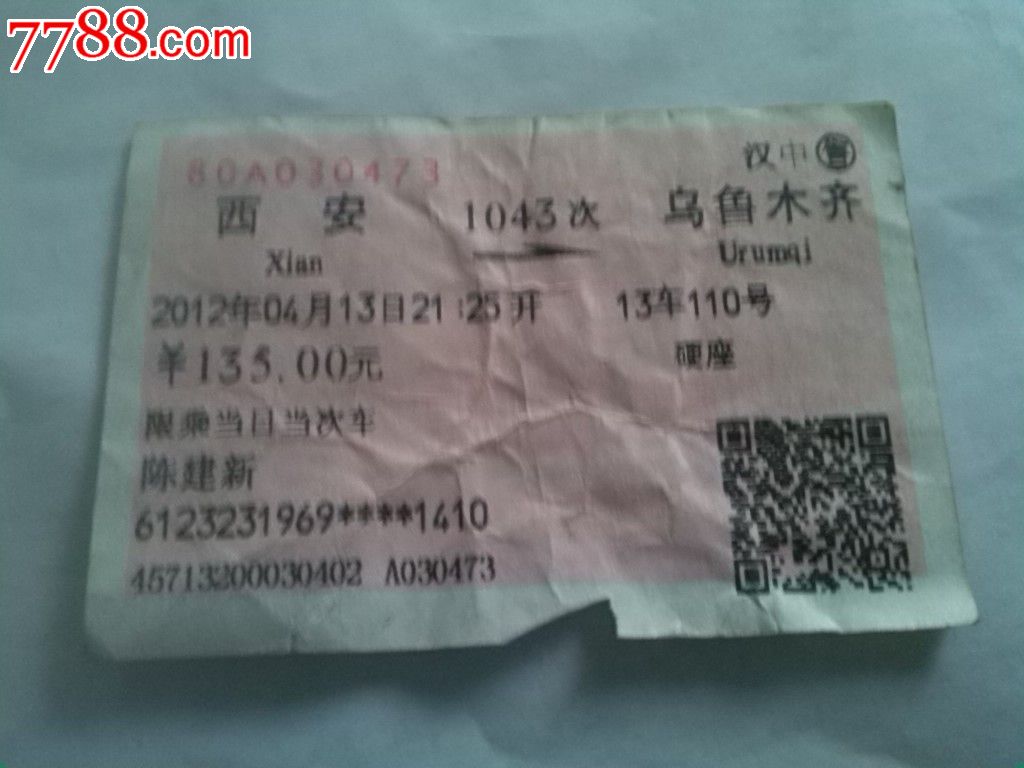 7788.com
汉中 售
60A030473
西安 1043次 乌鲁木齐
Xian Urumqi
2012年04月13日21:25开 13车110号
¥135.00元 硬座
限乘当日当次车
陈建新
6123231969****1410
45713200030402 A030473